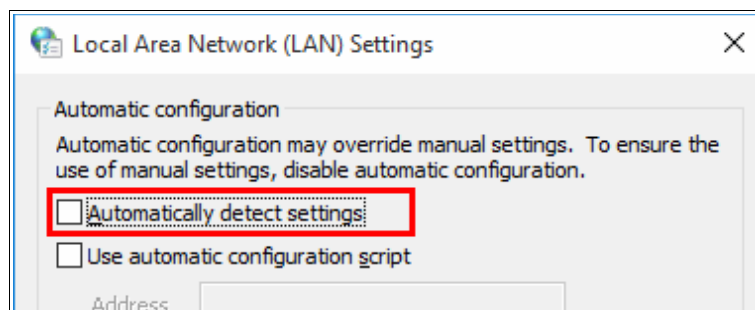 Local Area Network (LAN) Settings
Automatic configuration
Automatic configuration may override manual settings. To ensure the
use of manual settings, disable automatic configuration.
Automatically detect settings
Use automatic configuration script
Address